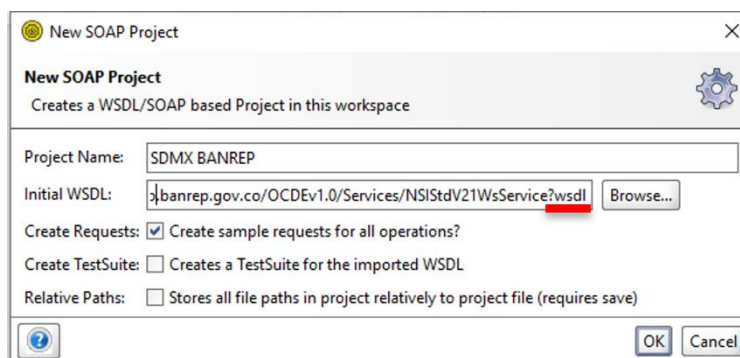 New SOAP Project
New SOAP Project
Creates a WSDL/SOAP based Project in this workspace
Project Name: SDMX BANREP
Initial WSDL: .banrep.gov.co/OCDEv1.0/Services/NSIStdV21WsService?wsdl Browse...
Create Requests: Create sample requests for all operations?
Create TestSuite: Creates a TestSuite for the imported WSDL
Relative Paths: Stores all file paths in project relatively to project file (requires save)
? OK Cancel